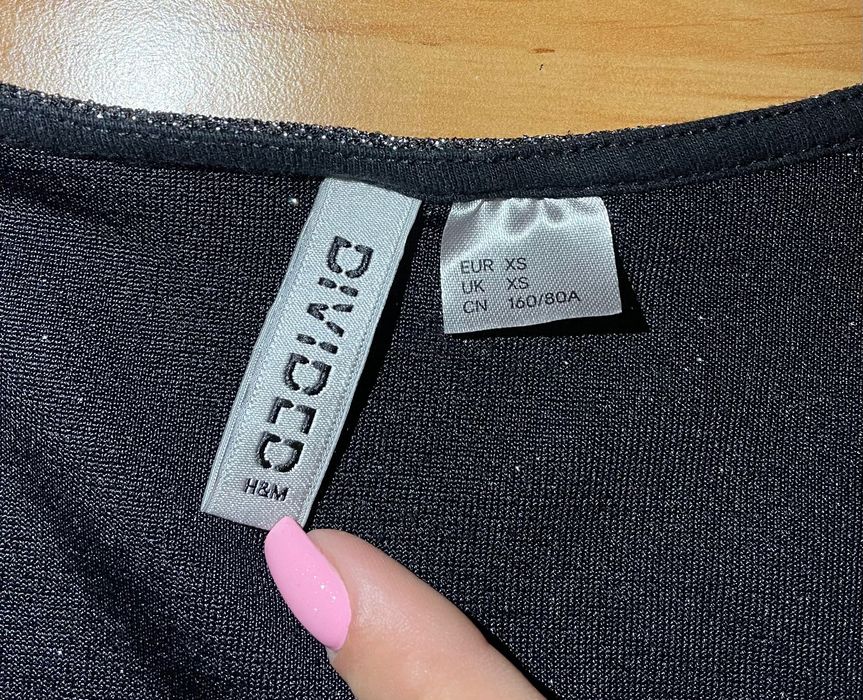 DIVIDED
H&M
EUR XS
UK XS
CN 160/80A